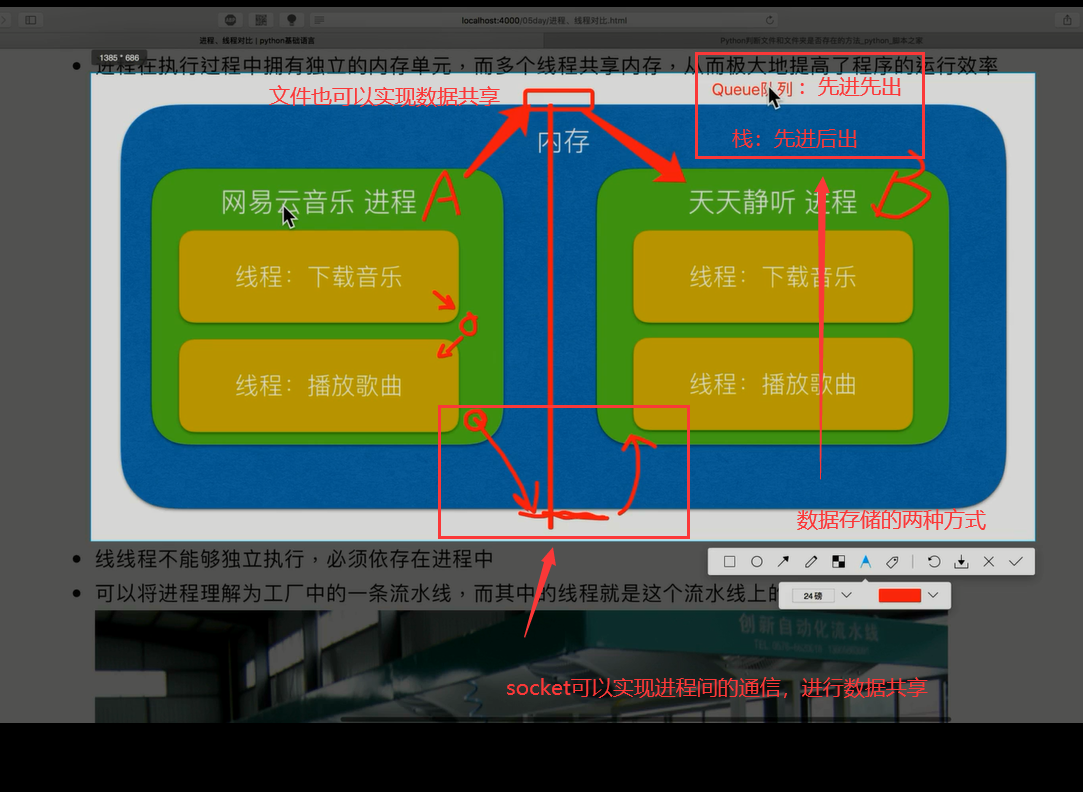 localhost:4000/06day/进程、线程对比.html
进程、线程对比 | python基础语言
Python判断文件和文件夹是否存在的方法_python_脚本之家
1385 * 686
进程在执行过程中拥有独立的内存单元，而多个线程共享内存，从而极大地提高了程序的运行效率
文件也可以实现数据共享
Queue队列：先进先出
栈：先进后出
内存
网易云音乐 进程 A
天天静听 进程 B
线程：下载音乐
线程：下载音乐
a
线程：播放歌曲
线程：播放歌曲
数据存储的两种方式
线线程不能够独立执行，必须依存在进程中
可以将进程理解为工厂中的一条流水线，而其中的线程就是这个流水线上的
24磅
创新自动化流水线
socket可以实现进程间的通信，进行数据共享